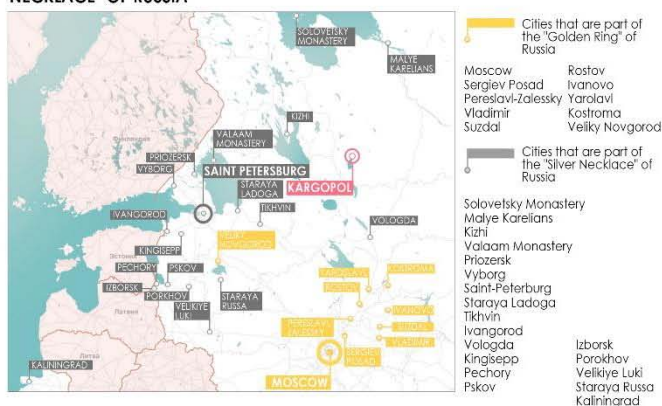 NECKLACE" OF RUSSIA
SOLOVETSKY
MONASTERY
MALYE
KARELIANS
KIZHI
VALAAM
MONASTERY
PRIOZERSK
VYBORG
SAINT PETERSBURG
KARGOPOL
STARAYA
LADOGA
TIKHVIN
IVANGOROD
VOLOGDA
KINGISEPP
VELIKY
NOVGOROD
PECHORY
PSKOV
YAROSLAVL
KOSTROMA
ROSTOV
IZBORSK
PORKHOV
STARAYA
RUSSA
VELIKIYE
LUKI
IVANOVO
PERESLAVL-
ZALESSKY
SUZDAL
VLADIMIR
SERGIEV
POSAD
MOSCOW
KALININGRAD
Эстония
Латвия
Литва
Cities that are part of
the "Golden Ring" of
Russia
Moscow Rostov
Sergiev Posad Ivanovo
Pereslavl-Zalessky Yarolavl
Vladimir Kostroma
Suzdal Veliky Novgorod
Cities that are part of
the "Silver Necklace" of
Russia
Solovetsky Monastery
Malye Karelians
Kizhi
Valaam Monastery
Priozersk
Vyborg
Saint-Peterburg
Staraya Ladoga
Tikhvin
Ivangorod
Vologda Izborsk
Kingisepp Porokhov
Pechory Velikiye Luki
Pskov Staraya Russa
Kalininarad